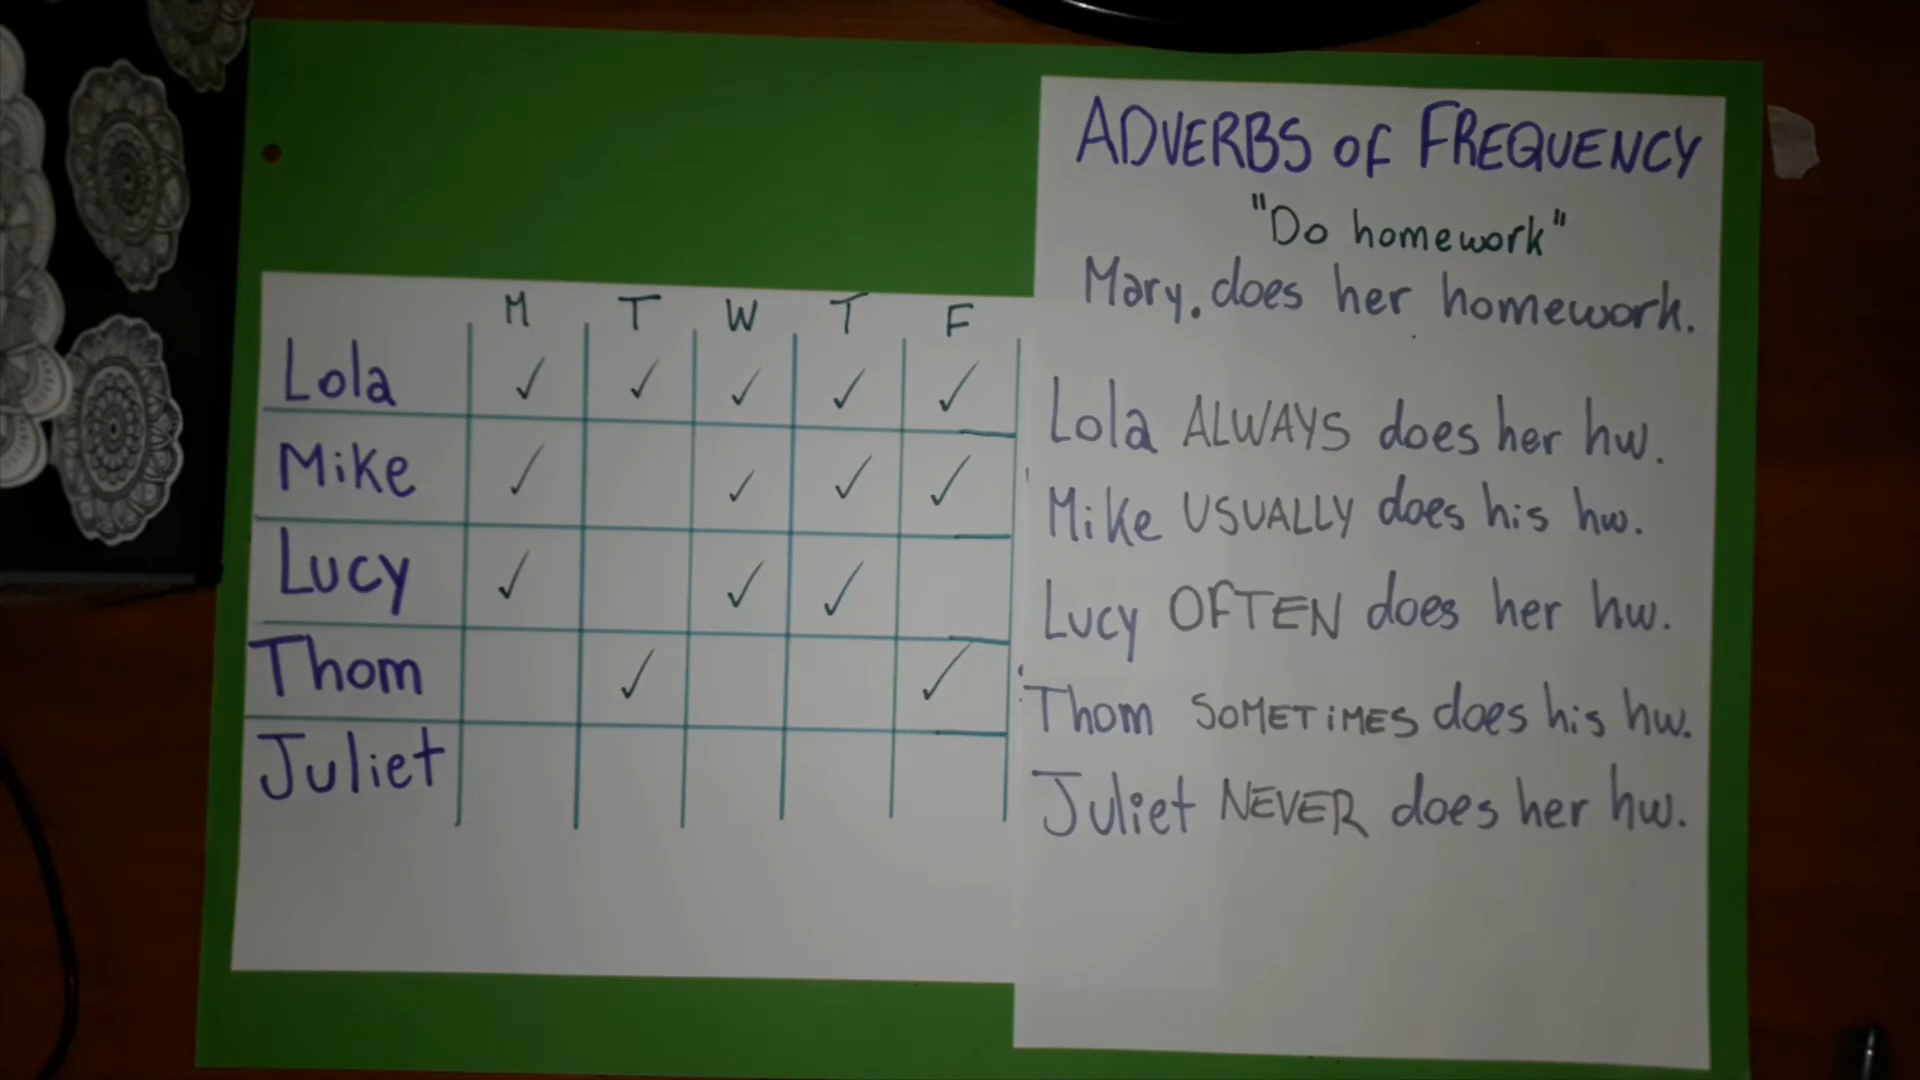 M T W T F
Lola ✓ ✓ ✓ ✓ ✓
Mike ✓ ✓ ✓ ✓
Lucy ✓ ✓ ✓
Thom ✓ ✓
Juliet
ADVERBS of FREQUENCY
"Do homework"
Mary. does her homework.
Lola ALWAYS does her hw.
Mike USUALLY does his hw.
Lucy OFTEN does her hw.
Thom SOMETiMES does his hw.
Juliet NEVER does her hw.